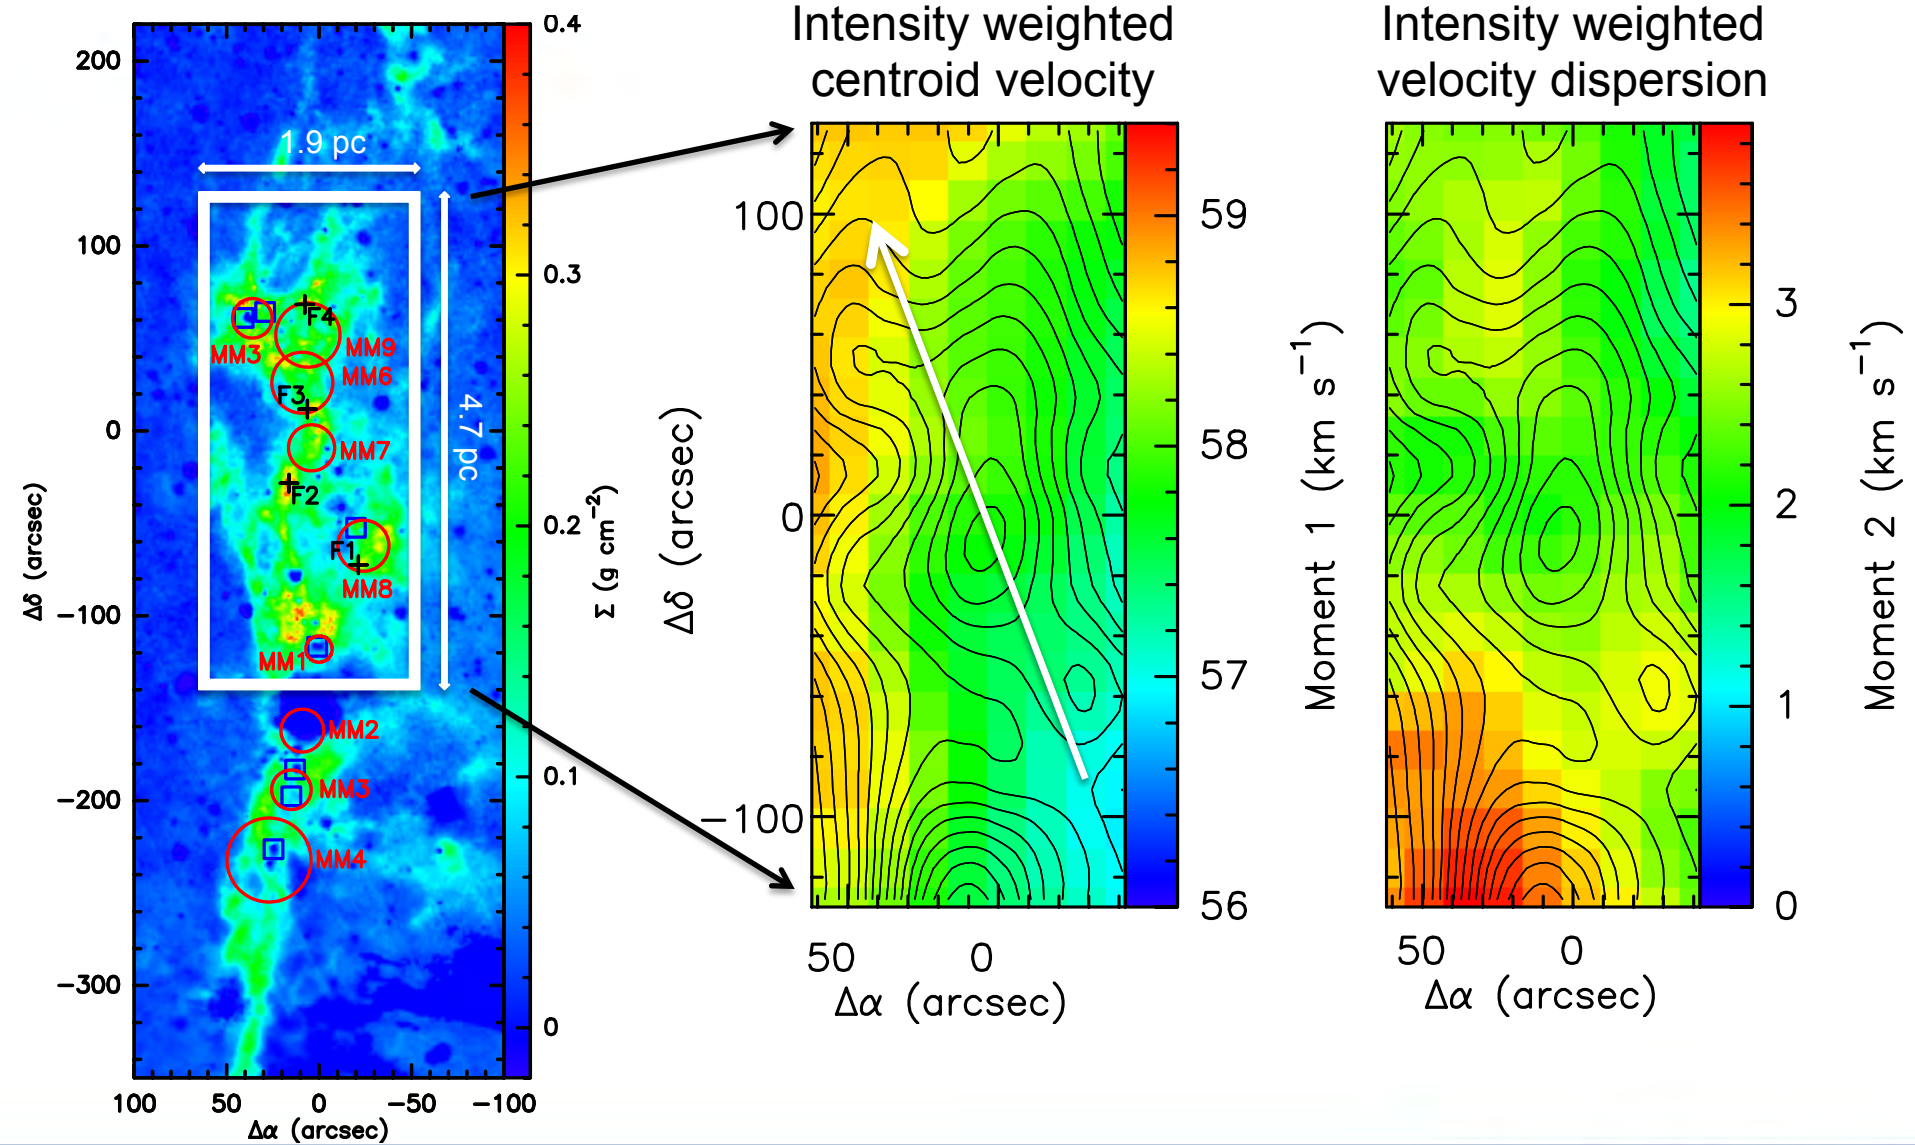 Intensity weighted
centroid velocity
Intensity weighted
velocity dispersion
200
100
0
−100
−200
−300
Δδ (arcsec)
100 50 0 −50 −100
Δα (arcsec)
1.9 pc
4.7 pc
MM3
F4
MM9
MM6
F3
MM7
F2
F1
MM8
MM1
MM2
MM3
MM4
0.4
0.3
0.2
0.1
0
Σ (g cm⁻²)
100
0
−100
Δδ (arcsec)
50 0
Δα (arcsec)
59
58
57
56
Moment 1 (km s⁻¹)
50 0
Δα (arcsec)
3
2
1
0
Moment 2 (km s⁻¹)